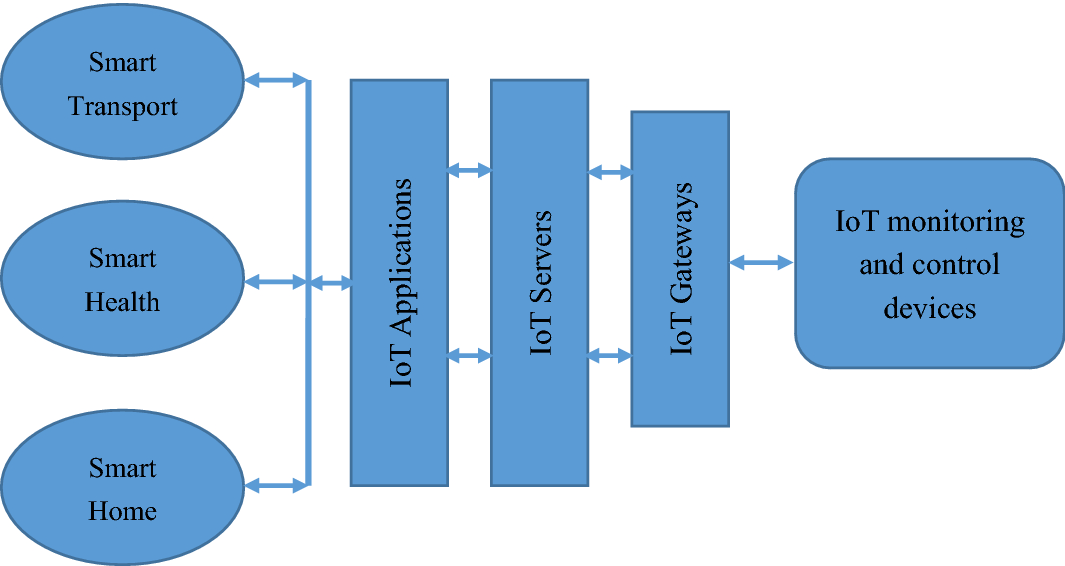 Smart
Transport
Smart
Health
Smart
Home
IoT Applications
IoT Servers
IoT Gateways
IoT monitoring
and control
devices